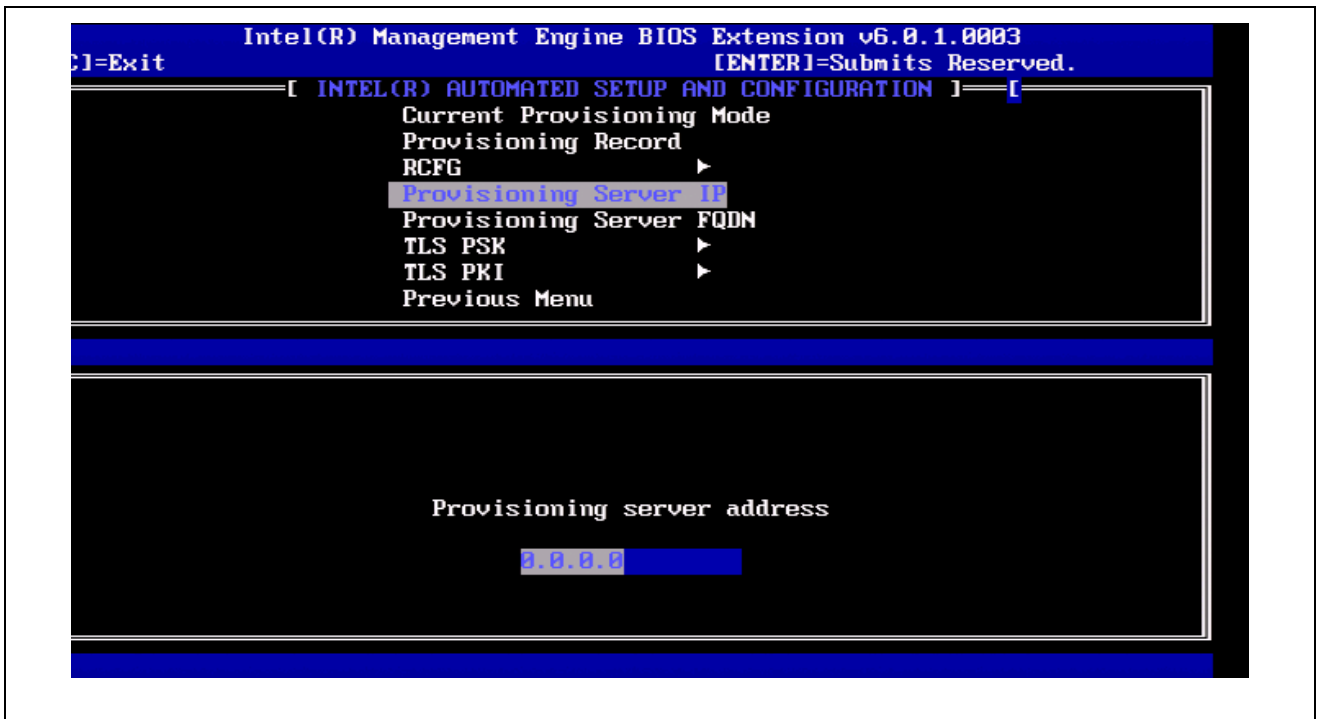 Intel(R) Management Engine BIOS Extension v6.0.1.0003
C]=Exit [ENTER]=Submits Reserved.
[ INTEL(R) AUTOMATED SETUP AND CONFIGURATION ] [
Current Provisioning Mode
Provisioning Record
RCFG ►
Provisioning Server IP
Provisioning Server FQDN
TLS PSK ►
TLS PKI ►
Previous Menu
Provisioning server address
0.0.0.0